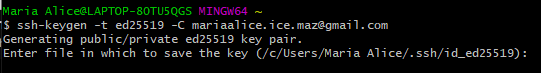 Maria Alice@LAPTOP-8OTUSQGS MINGW64 ~
$ ssh-keygen -t ed25519 -C mariaalice.ice.maz@gmail.com
Generating public/private ed25519 key pair.
Enter file in which to save the key (/c/Users/Maria Alice/.ssh/id_ed25519):